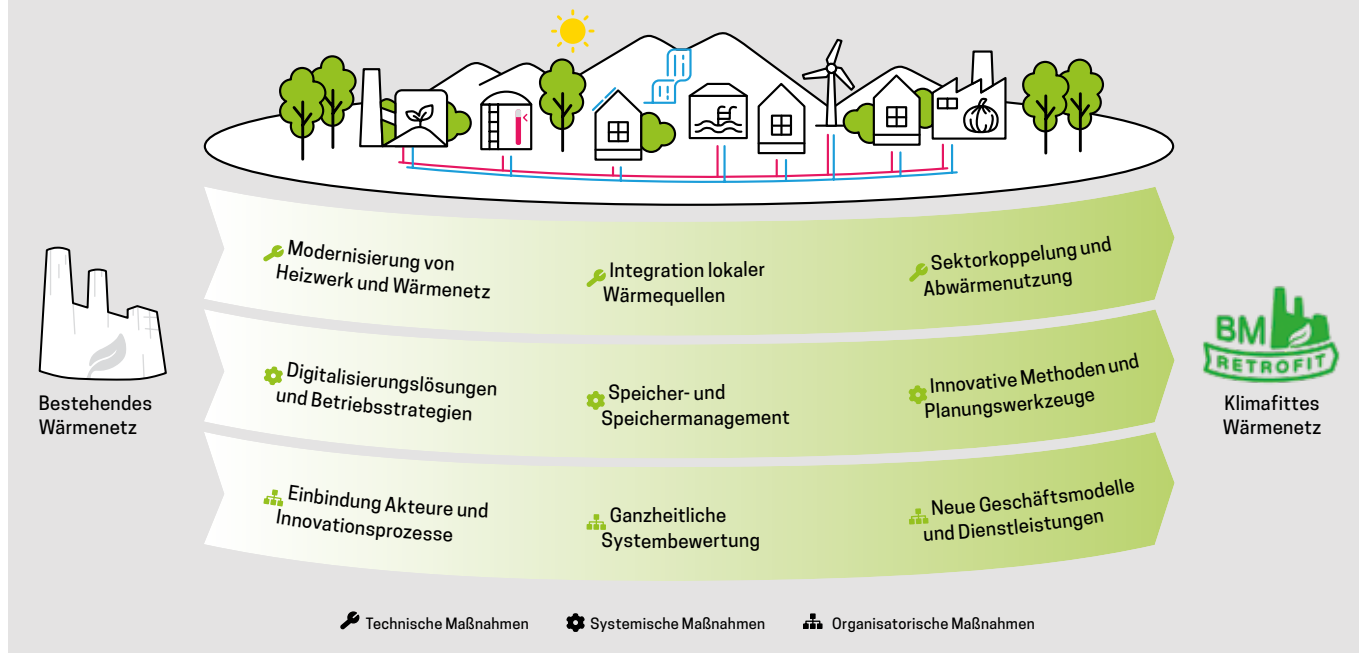 Modernisierung von
Heizwerk und Wärmenetz
Integration lokaler
Wärmequellen
Sektorkoppelung und
Abwärmenutzung
Bestehendes
Wärmenetz
Digitalisierungslösungen
und Betriebsstrategien
Speicher- und
Speichermanagement
Innovative Methoden und
Planungswerkzeuge
BM
RETROFIT
Klimafittes
Wärmenetz
Einbindung Akteure und
Innovationsprozesse
Ganzheitliche
Systembewertung
Neue Geschäftsmodelle
und Dienstleistungen
Technische Maßnahmen
Systemische Maßnahmen
Organisatorische Maßnahmen